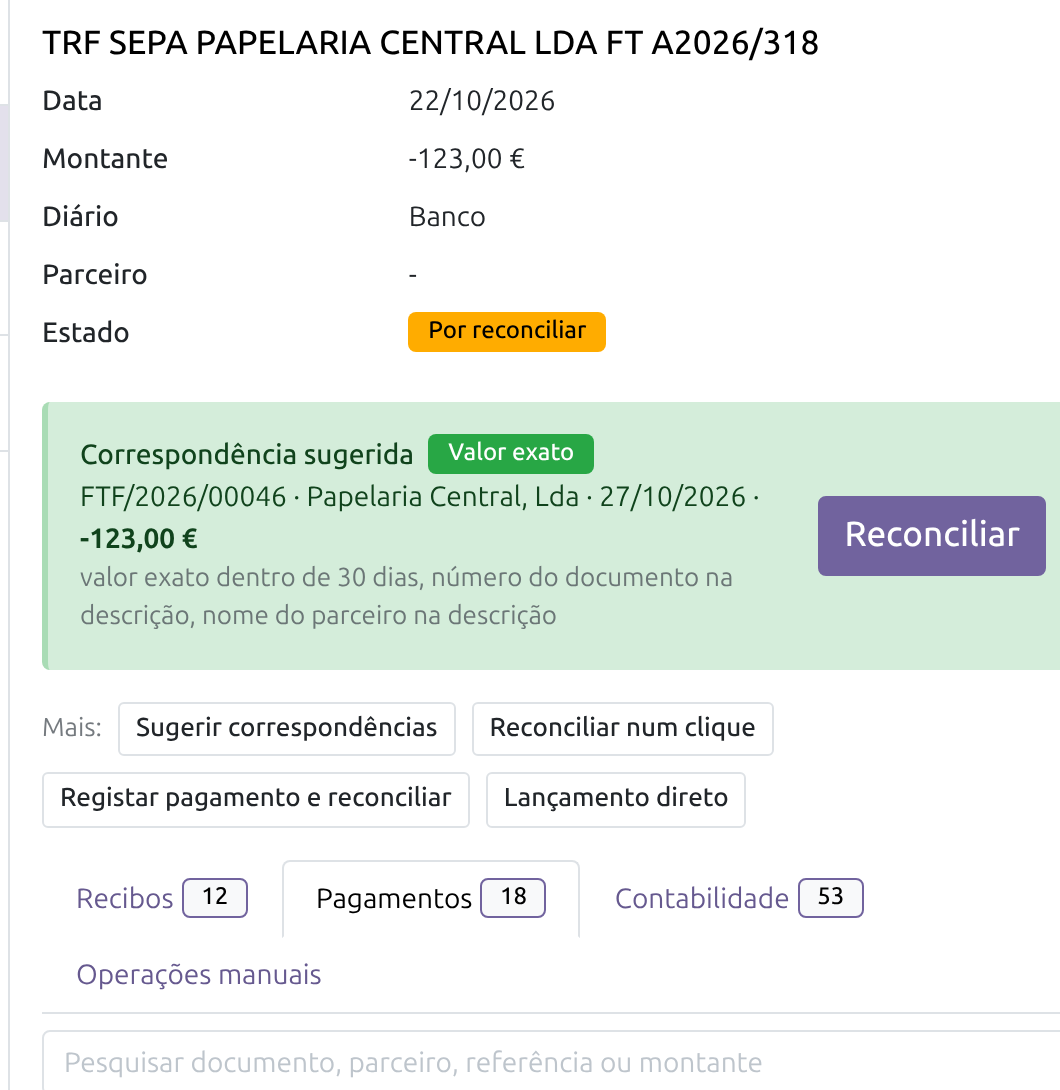 TRF SEPA PAPELARIA CENTRAL LDA FT A2026/318
Data 22/10/2026
Montante -123,00 €
Diário Banco
Parceiro -
Estado Por reconciliar
Correspondência sugerida Valor exato
FTF/2026/00046 · Papelaria Central, Lda · 27/10/2026 ·
-123,00 €
Reconciliar
valor exato dentro de 30 dias, número do documento na
descrição, nome do parceiro na descrição
Mais: Sugerir correspondências Reconciliar num clique
Registar pagamento e reconciliar Lançamento direto
Recibos 12 Pagamentos 18 Contabilidade 53
Operações manuais
Pesquisar documento, parceiro, referência ou montante